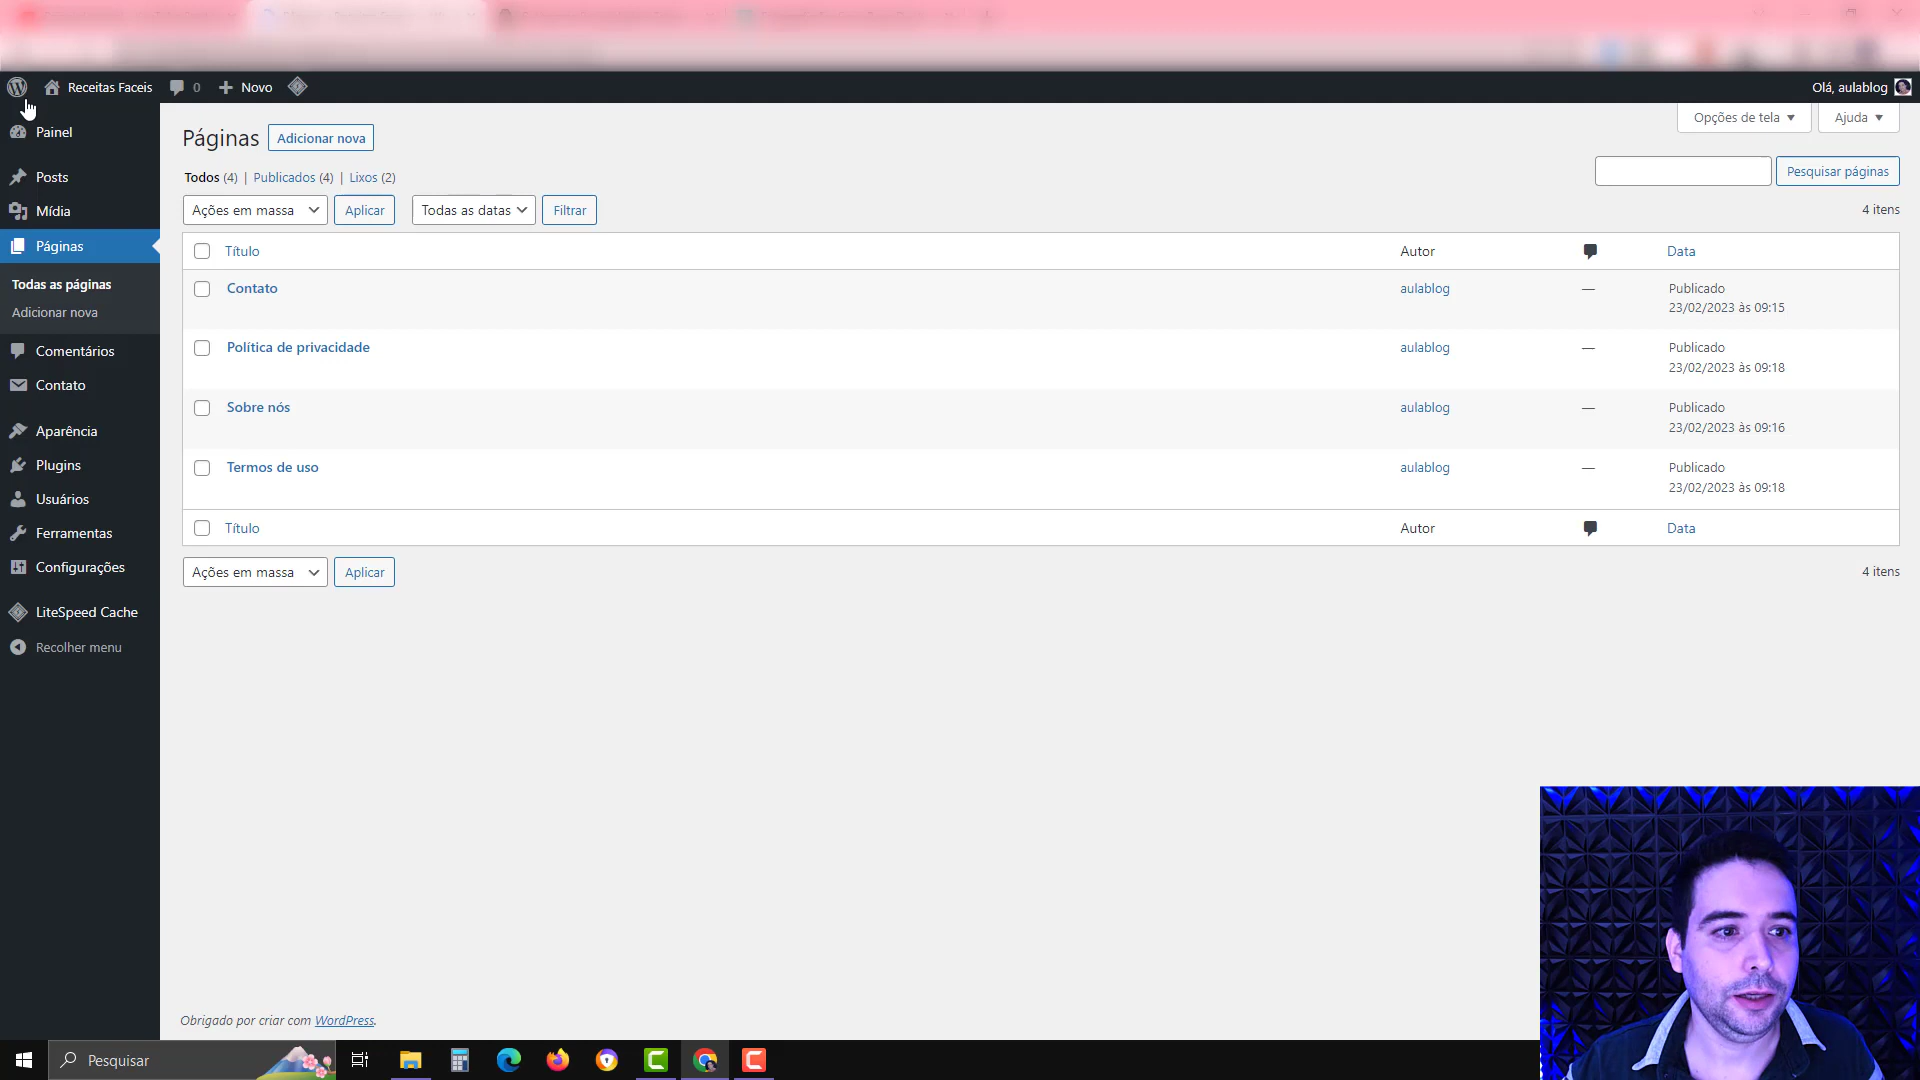 Receitas Faceis
0
Novo
Olá, aulablog
Painel
Posts
Mídia
Páginas
Todas as páginas
Adicionar nova
Comentários
Contato
Aparência
Plugins
Usuários
Ferramentas
Configurações
LiteSpeed Cache
Recolher menu
Opções de tela
Ajuda
Páginas
Adicionar nova
Todos (4) | Publicados (4) | Lixos (2)
Pesquisar páginas
Ações em massa
Aplicar
Todas as datas
Filtrar
4 itens
Título
Autor
Data
Contato
aulablog
—
Publicado
23/02/2023 às 09:15
Política de privacidade
aulablog
—
Publicado
23/02/2023 às 09:18
Sobre nós
aulablog
—
Publicado
23/02/2023 às 09:16
Termos de uso
aulablog
—
Publicado
23/02/2023 às 09:18
Título
Autor
Data
Ações em massa
Aplicar
4 itens
Obrigado por criar com WordPress.
Pesquisar